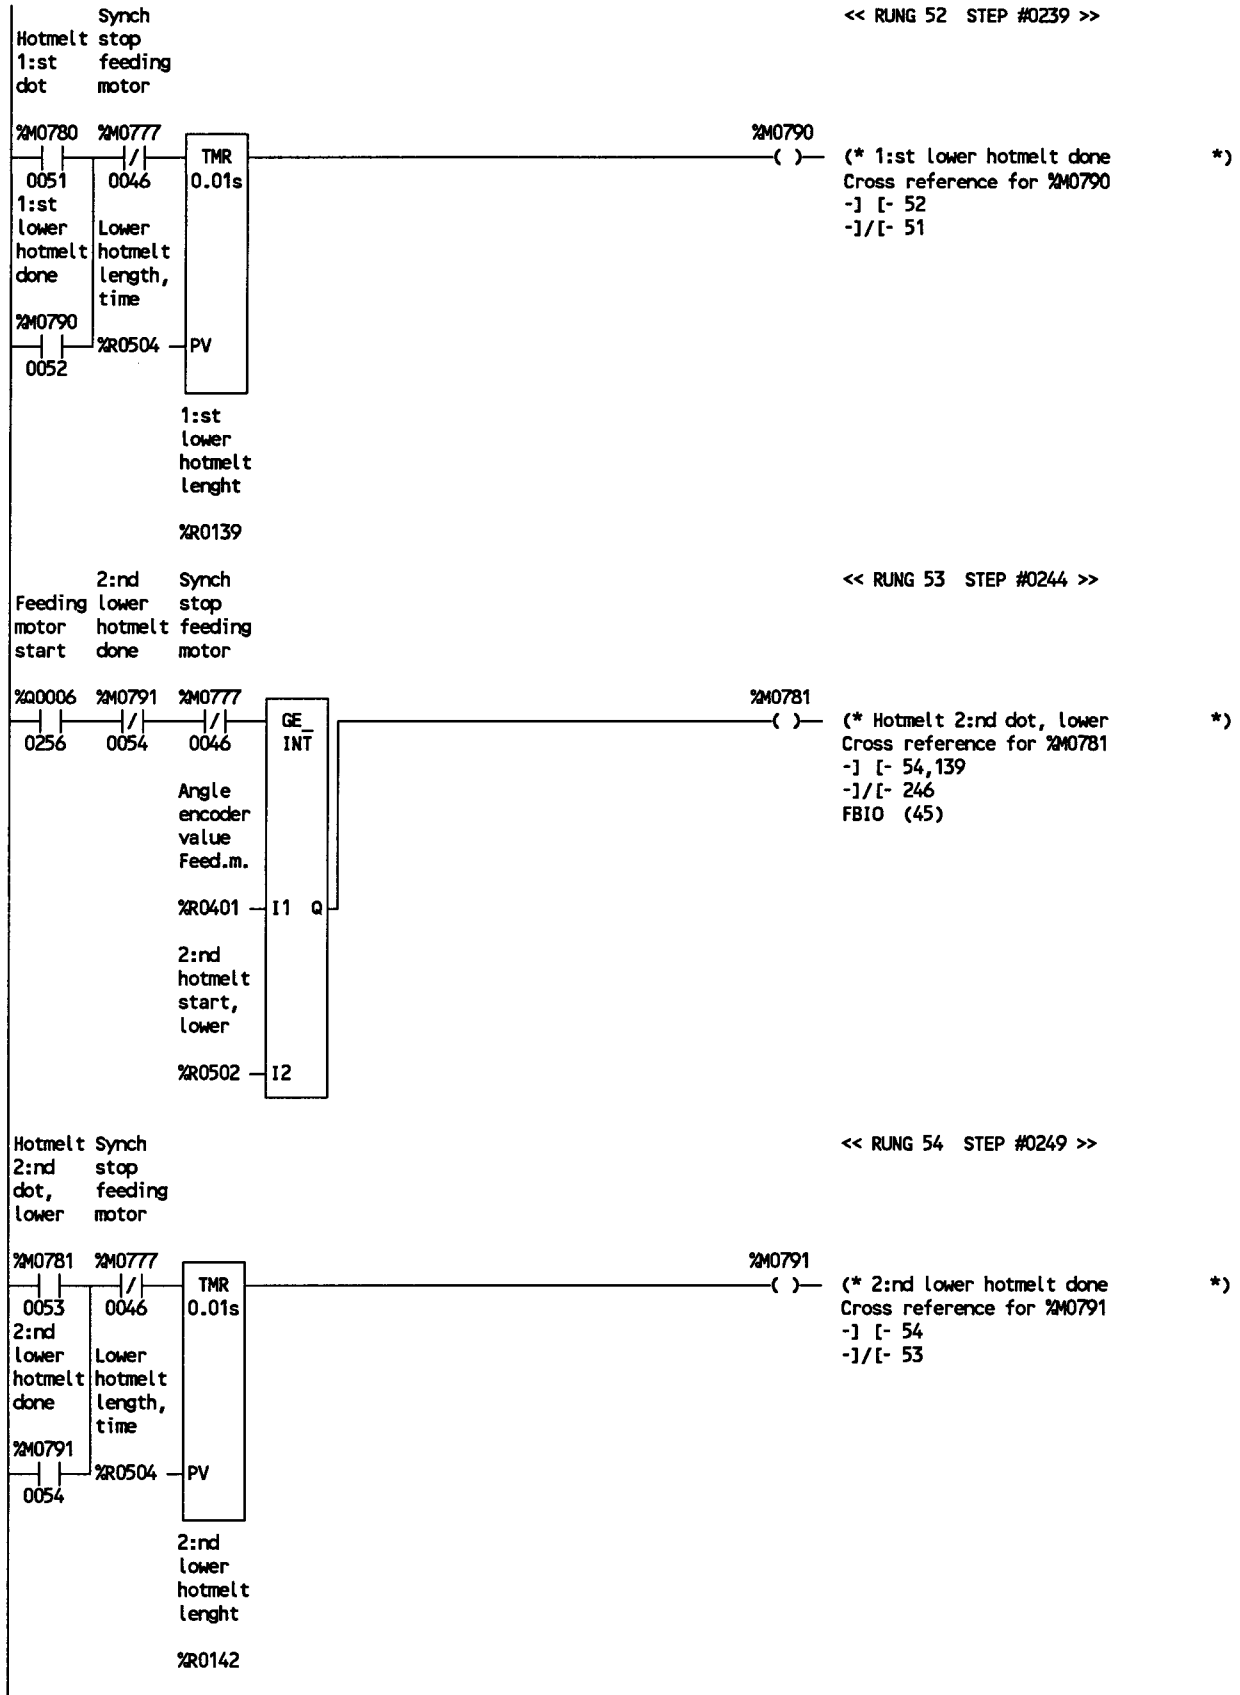 Synch << RUNG 52 STEP #0239 >>
Hotmelt stop
1:st feeding
dot motor
%M0780 %M0777 %M0790
TMR (* 1:st lower hotmelt done *)
0051 0046 0.01s Cross reference for %M0790
1:st -] [- 52
lower Lower -]/[- 51
hotmelt hotmelt
done length,
time
%M0790
%R0504 PV
0052
1:st
lower
hotmelt
lenght
%R0139
2:nd Synch << RUNG 53 STEP #0244 >>
Feeding lower stop
motor hotmelt feeding
start done motor
%Q0006 %M0791 %M0777 %M0781
GE_ (* Hotmelt 2:nd dot, lower *)
0256 0054 0046 INT Cross reference for %M0781
-] [- 54,139
Angle -]/[- 246
encoder FBIO (45)
value
Feed.m.
%R0401 I1 Q
2:nd
hotmelt
start,
lower
%R0502 I2
Hotmelt Synch << RUNG 54 STEP #0249 >>
2:nd stop
dot, feeding
lower motor
%M0781 %M0777 %M0791
TMR (* 2:nd lower hotmelt done *)
0053 0046 0.01s Cross reference for %M0791
2:nd -] [- 54
lower Lower -]/[- 53
hotmelt hotmelt
done length,
time
%M0791
%R0504 PV
0054
2:nd
lower
hotmelt
lenght
%R0142